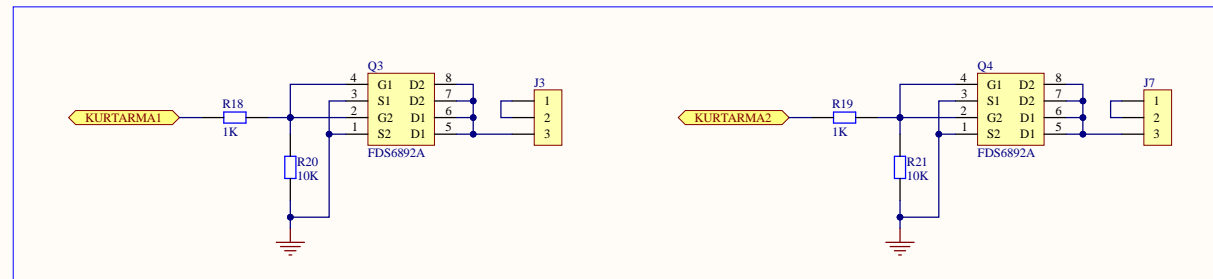 Q3
4 G1 D2 8
3 S1 D2 7
2 G2 D1 6
1 S2 D1 5
FDS6892A
J3
1
2
3
R18
1K
KURTARMA1
R20
10K
Q4
4 G1 D2 8
3 S1 D2 7
2 G2 D1 6
1 S2 D1 5
FDS6892A
J7
1
2
3
R19
1K
KURTARMA2
R21
10K